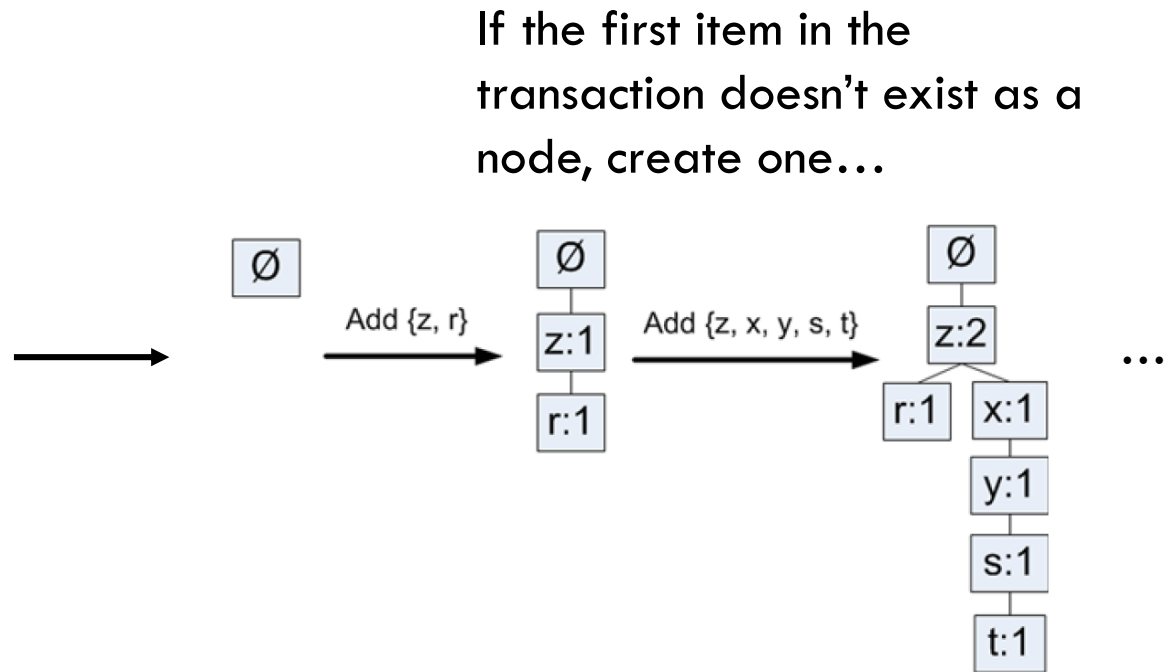 If the first item in the
transaction doesn't exist as a
node, create one...
Ø
Add {z, r}
Ø
z:1
r:1
Add {z, x, y, s, t}
Ø
z:2
r:1 x:1
y:1
s:1
t:1
...